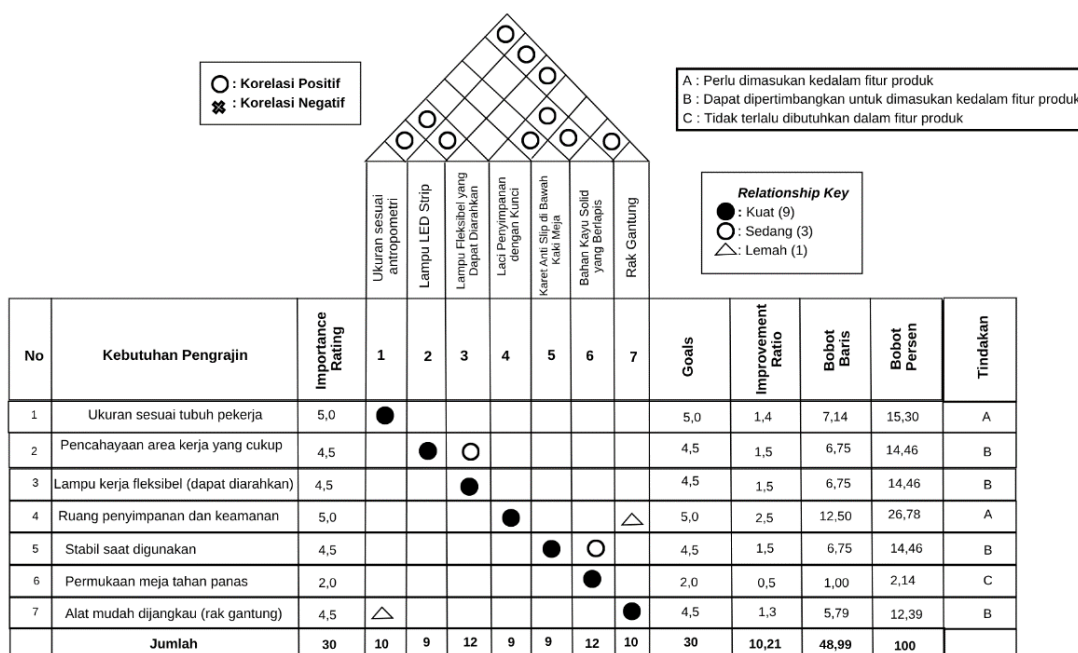 : Korelasi Positif
: Korelasi Negatif
A : Perlu dimasukan kedalam fitur produk
B : Dapat dipertimbangkan untuk dimasukan kedalam fitur produk
C : Tidak terlalu dibutuhkan dalam fitur produk
Relationship Key
: Kuat (9)
: Sedang (3)
: Lemah (1)
Ukuran sesuai
antropometri
Lampu LED Strip
Lampu Fleksibel yang
Dapat Diarahkan
Laci Penyimpanan
dengan Kunci
Karet Anti Slip di Bawah
Kaki Meja
Bahan Kayu Solid
yang Berlapis
Rak Gantung
No Kebutuhan Pengrajin Importance Rating 1 2 3 4 5 6 7 Goals Improvement Ratio Bobot Baris Bobot Persen Tindakan
1 Ukuran sesuai tubuh pekerja 5,0 5,0 1,4 7,14 15,30 A
2 Pencahayaan area kerja yang cukup 4,5 4,5 1,5 6,75 14,46 B
3 Lampu kerja fleksibel (dapat diarahkan) 4,5 4,5 1,5 6,75 14,46 B
4 Ruang penyimpanan dan keamanan 5,0 5,0 2,5 12,50 26,78 A
5 Stabil saat digunakan 4,5 4,5 1,5 6,75 14,46 B
6 Permukaan meja tahan panas 2,0 2,0 0,5 1,00 2,14 C
7 Alat mudah dijangkau (rak gantung) 4,5 4,5 1,3 5,79 12,39 B
Jumlah 30 10 9 12 9 9 12 10 30 10,21 48,99 100